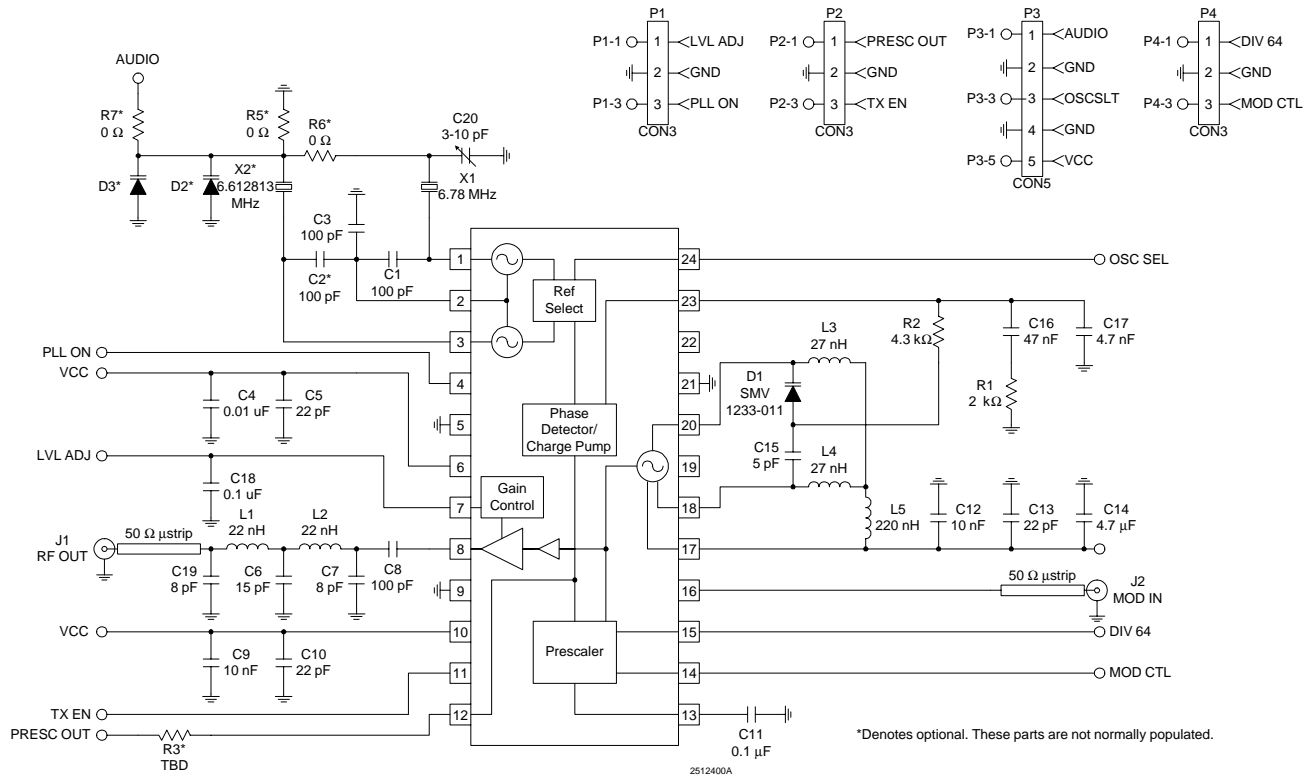 P1
P1-1 1 LVL ADJ
2 GND
P1-3 3 PLL ON
CON3
P2
P2-1 1 PRESC OUT
2 GND
P2-3 3 TX EN
CON3
P3
P3-1 1 AUDIO
2 GND
P3-3 3 OSCSLT
4 GND
P3-5 5 VCC
CON5
P4
P4-1 1 DIV 64
2 GND
P4-3 3 MOD CTL
CON3
AUDIO
R7*
0 Ω
R5*
0 Ω
R6*
0 Ω
C20
3-10 pF
D3*
D2*
X2*
6.612813
MHz
X1
6.78 MHz
C3
100 pF
C2*
100 pF
C1
100 pF
PLL ON
VCC
C4
0.01 uF
C5
22 pF
LVL ADJ
C18
0.1 uF
J1
RF OUT
50 Ω µstrip
L1
22 nH
L2
22 nH
C19
8 pF
C6
15 pF
C7
8 pF
C8
100 pF
VCC
C9
10 nF
C10
22 pF
TX EN
PRESC OUT
R3*
TBD
1
2
3
4
5
6
7
8
9
10
11
12
Ref
Select
Phase
Detector/
Charge Pump
Gain
Control
Prescaler
24
23
22
21
20
19
18
17
16
15
14
13
OSC SEL
R2
4.3 kΩ
C16
47 nF
C17
4.7 nF
R1
2 kΩ
L3
27 nH
D1
SMV
1233-011
C15
5 pF
L4
27 nH
L5
220 nH
C12
10 nF
C13
22 pF
C14
4.7 µF
50 Ω µstrip
J2
MOD IN
DIV 64
MOD CTL
C11
0.1 µF
*Denotes optional. These parts are not normally populated.
2512400A